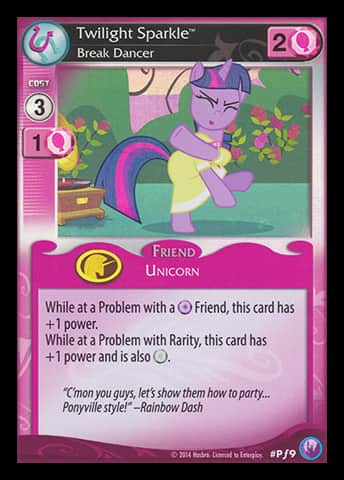 Twilight Sparkle™ 2
Break Dancer
COST
3
1
FRIEND
UNICORN
While at a Problem with a Friend, this card has
+1 power.
While at a Problem with Rarity, this card has
+1 power and is also .
"C'mon you guys, let's show them how to party...
Ponyville style!" –Rainbow Dash
© 2014 Hasbro. Licensed to Enterplay. #Pƒ9